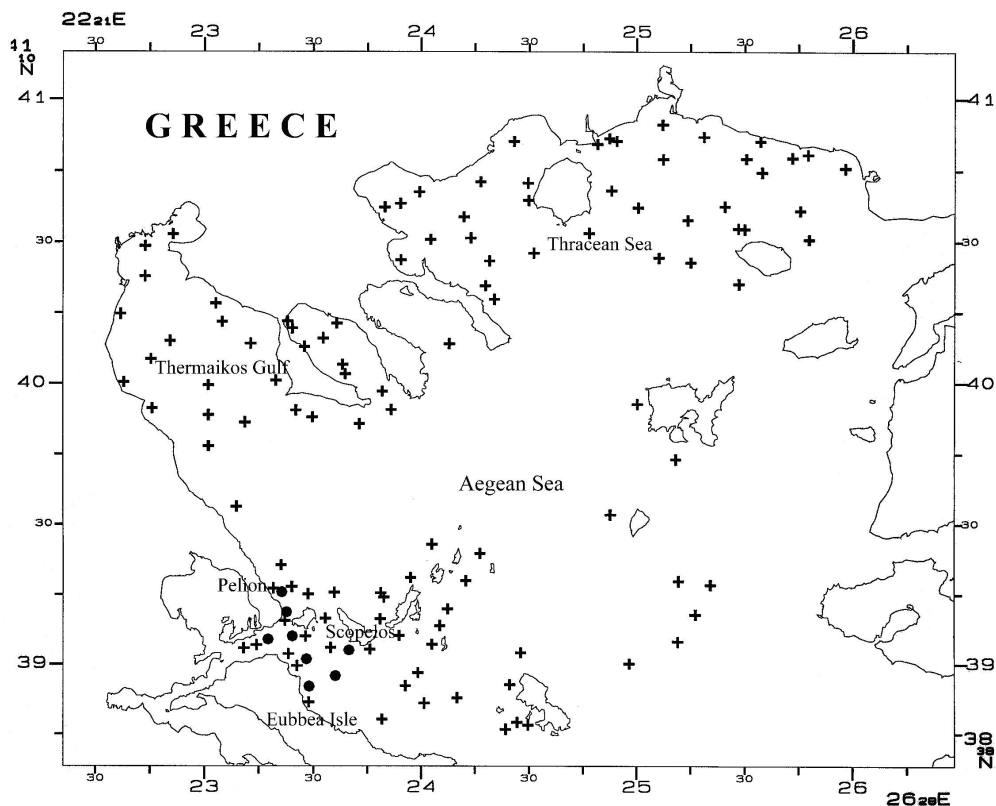 22 21E
30 23 30 24 30 25 30 26
41 10 N
41 41
GREECE
30 Thracean Sea 30
Thermaikos Gulf
40 40
Aegean Sea
30 30
Pelion
Scopelos
39 39
Eubbea Isle
38 38 N
30 23 30 24 30 25 30 26
26 28E